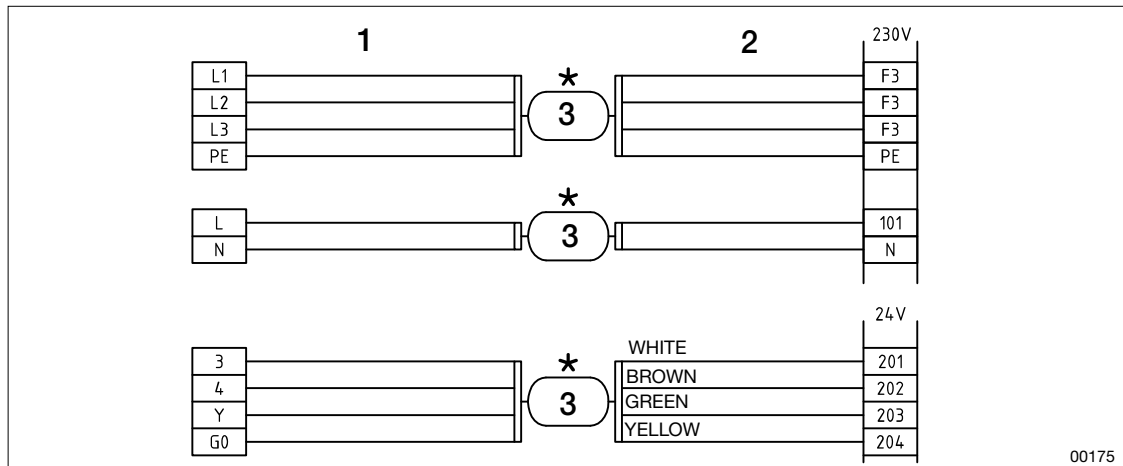 1 2 230V
L1 * F3
L2 3 F3
L3 F3
PE PE
*
L 3 101
N N
24V
3 * WHITE 201
4 3 BROWN 202
Y GREEN 203
G0 YELLOW 204
00175